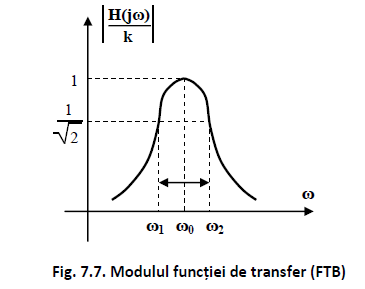 |H(jω)/k|
1
1/√2
ω
ω1 ω0 ω2
Fig. 7.7. Modulul funcției de transfer (FTB)